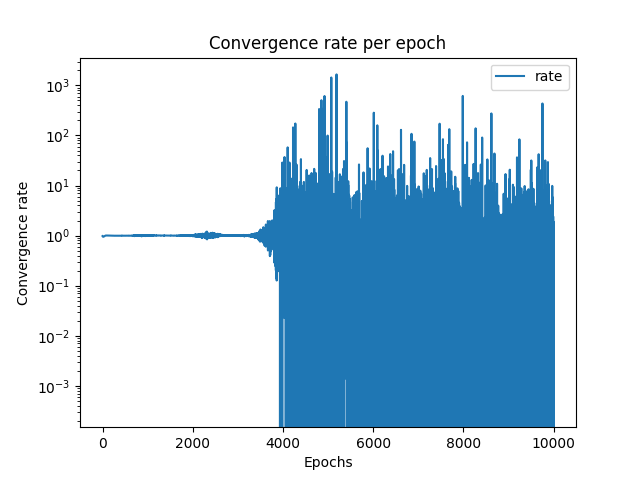 Convergence rate per epoch
rate
Convergence rate
10³
10²
10¹
10⁰
10⁻¹
10⁻²
10⁻³
0 2000 4000 6000 8000 10000
Epochs